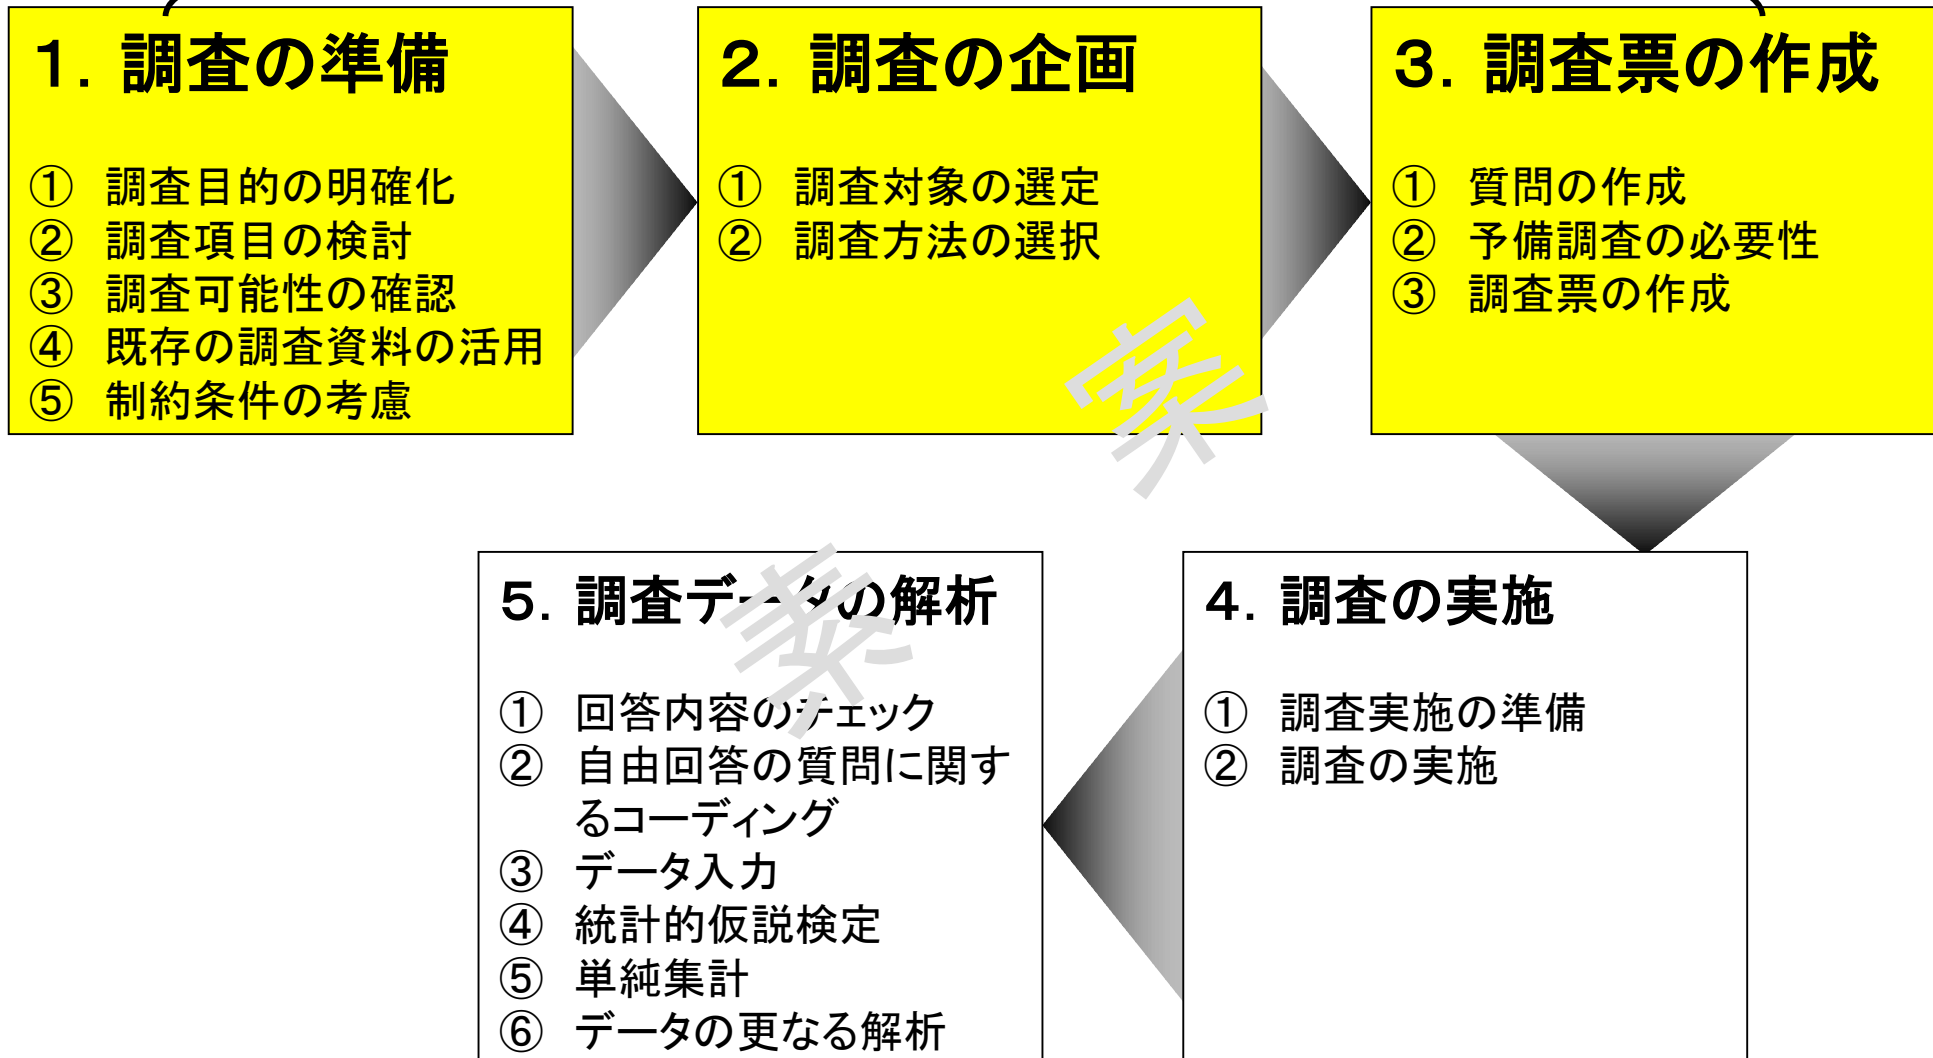 1. 調査の準備
① 調査目的の明確化
② 調査項目の検討
③ 調査可能性の確認
④ 既存の調査資料の活用
⑤ 制約条件の考慮
2. 調査の企画
① 調査対象の選定
② 調査方法の選択
3. 調査票の作成
① 質問の作成
② 予備調査の必要性
③ 調査票の作成
4. 調査の実施
① 調査実施の準備
② 調査の実施
5. 調査データの解析
① 回答内容のチェック
② 自由回答の質問に関す
るコーディング
③ データ入力
④ 統計的仮説検定
⑤ 単純集計
⑥ データの更なる解析
素案